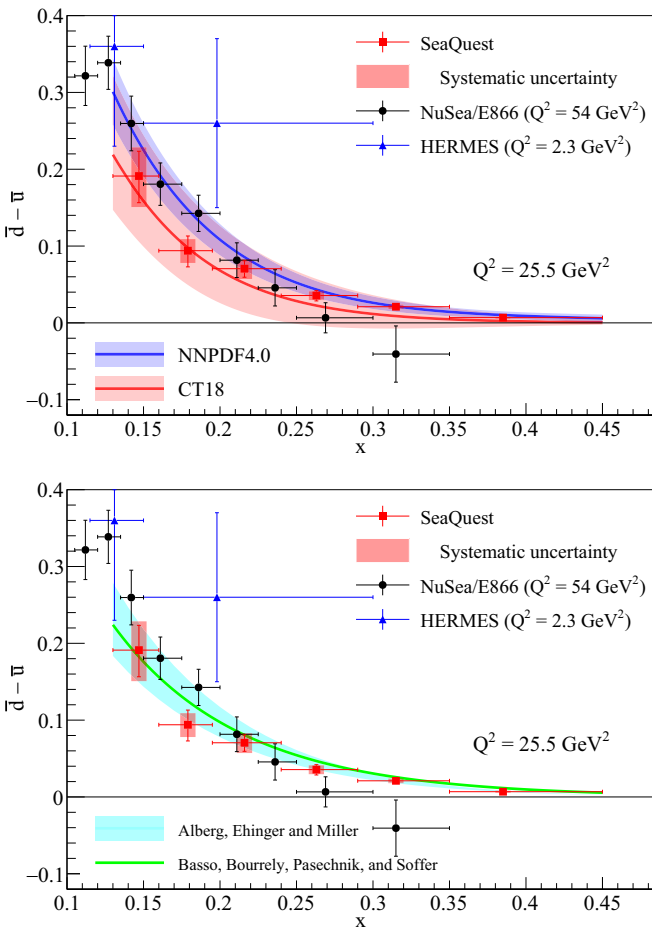 0.4
0.3
0.2
0.1
0
−0.1
d̅ − u̅
SeaQuest
Systematic uncertainty
NuSea/E866 (Q² = 54 GeV²)
HERMES (Q² = 2.3 GeV²)
Q² = 25.5 GeV²
NNPDF4.0
CT18
0.1 0.15 0.2 0.25 0.3 0.35 0.4 0.45
x
0.4
0.3
0.2
0.1
0
−0.1
d̅ − u̅
SeaQuest
Systematic uncertainty
NuSea/E866 (Q² = 54 GeV²)
HERMES (Q² = 2.3 GeV²)
Q² = 25.5 GeV²
Alberg, Ehinger and Miller
Basso, Bourrely, Pasechnik, and Soffer
0.1 0.15 0.2 0.25 0.3 0.35 0.4 0.45
x